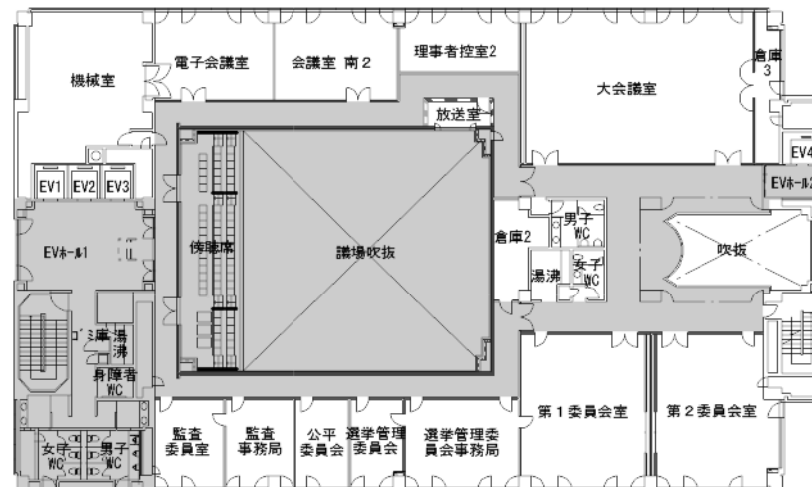 機械室
電子会議室
会議室 南2
理事者控室2
大会議室
倉庫
3
放送室
EV1
EV2
EV3
EV4
EVホール2
EVホール1
傍聴席
議場吹抜
倉庫2
男子
WC
湯沸
女子
WC
吹抜
ゴミ庫
湯
沸
身障者
WC
女子
WC
男子
WC
監査
委員室
監査
事務局
公平
委員会
選挙管理
委員会
選挙管理委
員会事務局
第1委員会室
第2委員会室